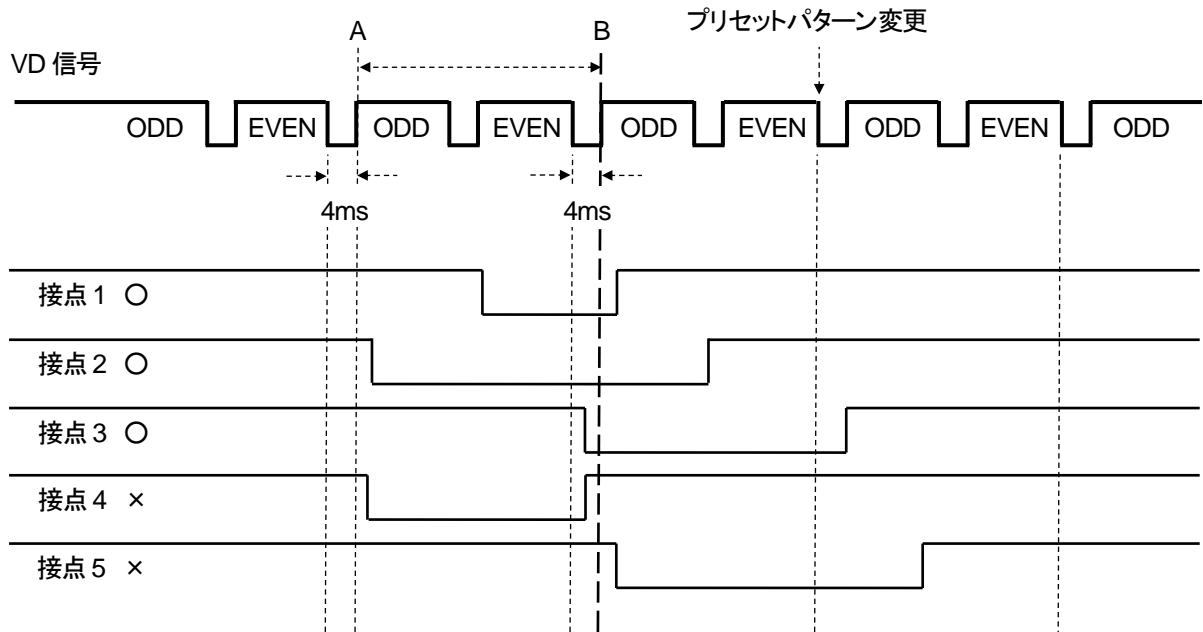 プリセットパターン変更
A B
VD 信号
ODD EVEN ODD EVEN ODD EVEN ODD EVEN ODD
4ms 4ms
接点 1 ○
接点 2 ○
接点 3 ○
接点 4 ×
接点 5 ×